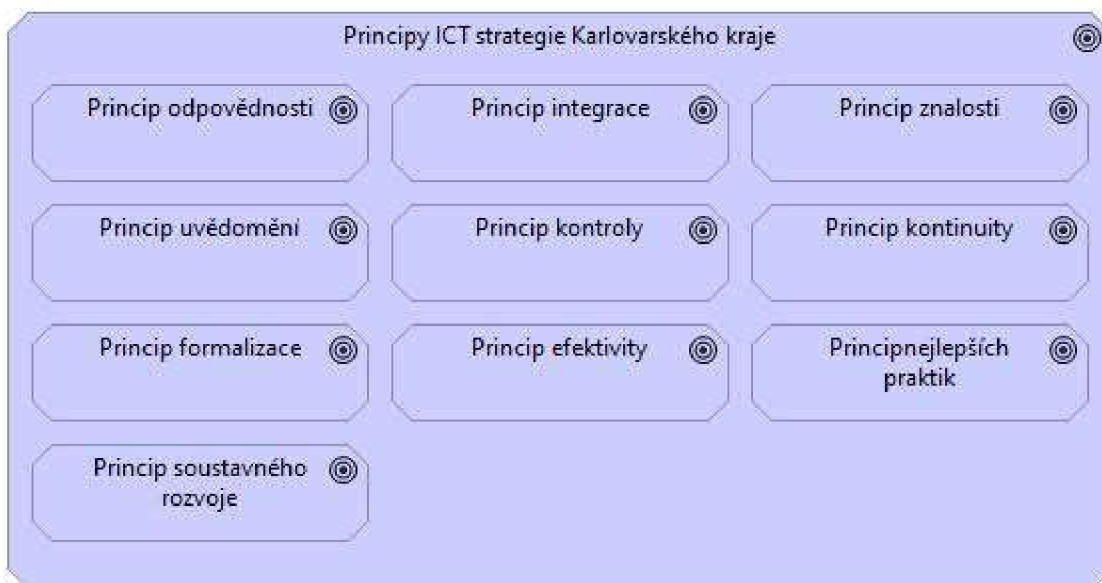 Principy ICT strategie Karlovarského kraje
Princip odpovědnosti
Princip integrace
Princip znalosti
Princip uvědomění
Princip kontroly
Princip kontinuity
Princip formalizace
Princip efektivity
Principnejlepších
praktik
Princip soustavného
rozvoje